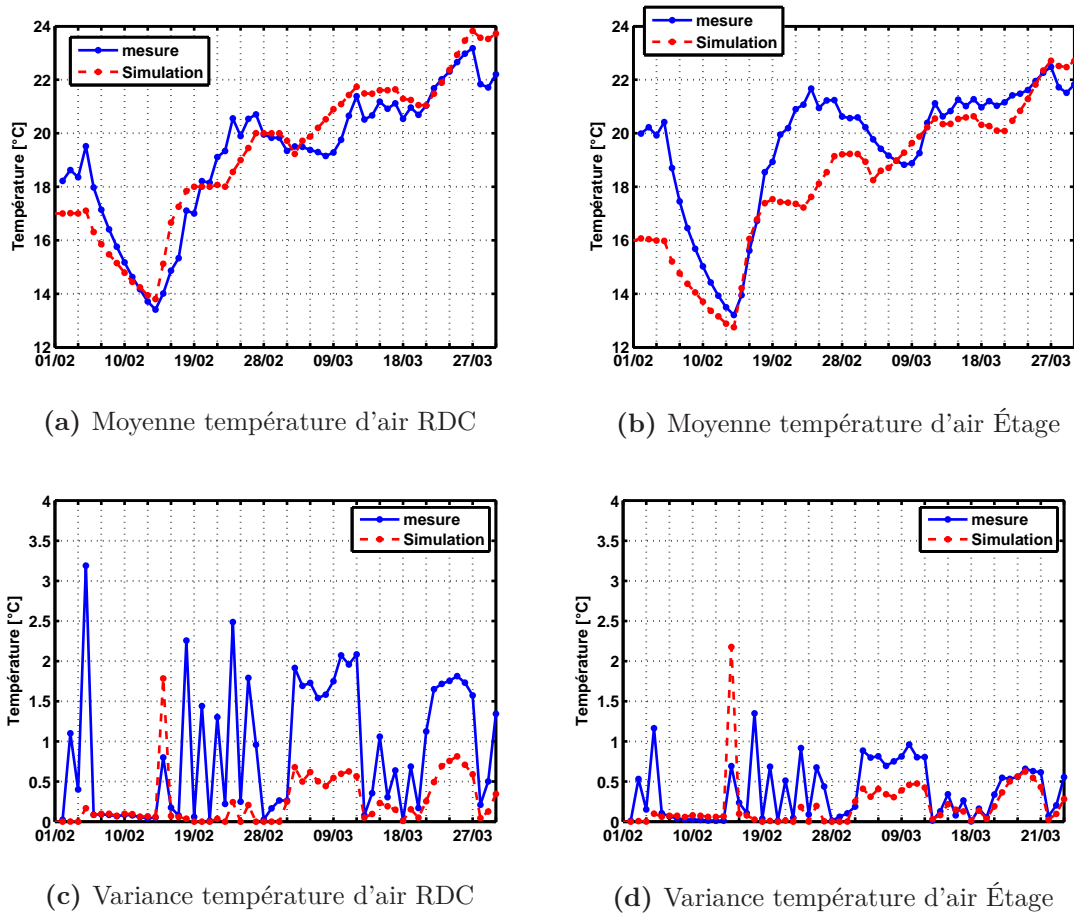 24
22
20
18
16
14
12
Température [°C]
mesure
Simulation
01/02 10/02 19/02 28/02 09/03 18/03 27/03
(a) Moyenne température d'air RDC
24
22
20
18
16
14
12
Température [°C]
mesure
Simulation
01/02 10/02 19/02 28/02 09/03 18/03 27/03
(b) Moyenne température d'air Étage
4
3.5
3
2.5
2
1.5
1
0.5
0
Température [°C]
mesure
Simulation
01/02 10/02 19/02 28/02 09/03 18/03 27/03
(c) Variance température d'air RDC
4
3.5
3
2.5
2
1.5
1
0.5
0
Température [°C]
mesure
Simulation
01/02 10/02 19/02 28/02 09/03 18/03 21/03
(d) Variance température d'air Étage